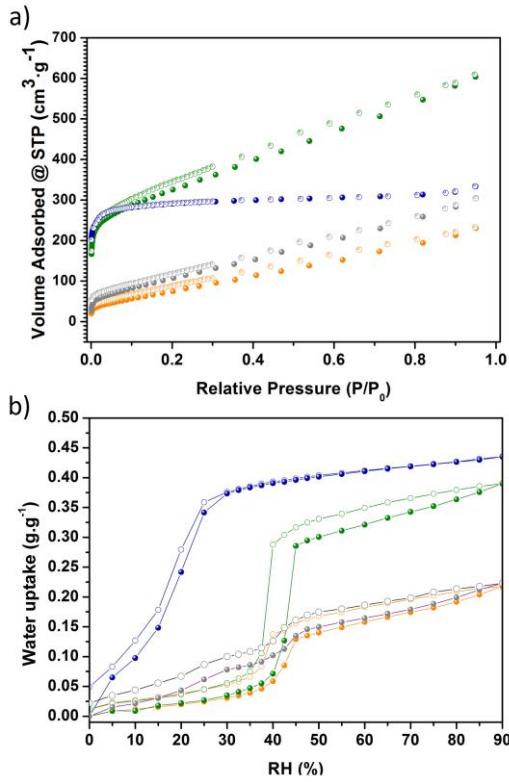 a)
700
600
500
400
300
200
100
0
Volume Adsorbed @ STP (cm³·g⁻¹)
0.0 0.2 0.4 0.6 0.8 1.0
Relative Pressure (P/P₀)
b)
0.50
0.45
0.40
0.35
0.30
0.25
0.20
0.15
0.10
0.05
0.00
Water uptake (g.g⁻¹)
0 10 20 30 40 50 60 70 80 90
RH (%)